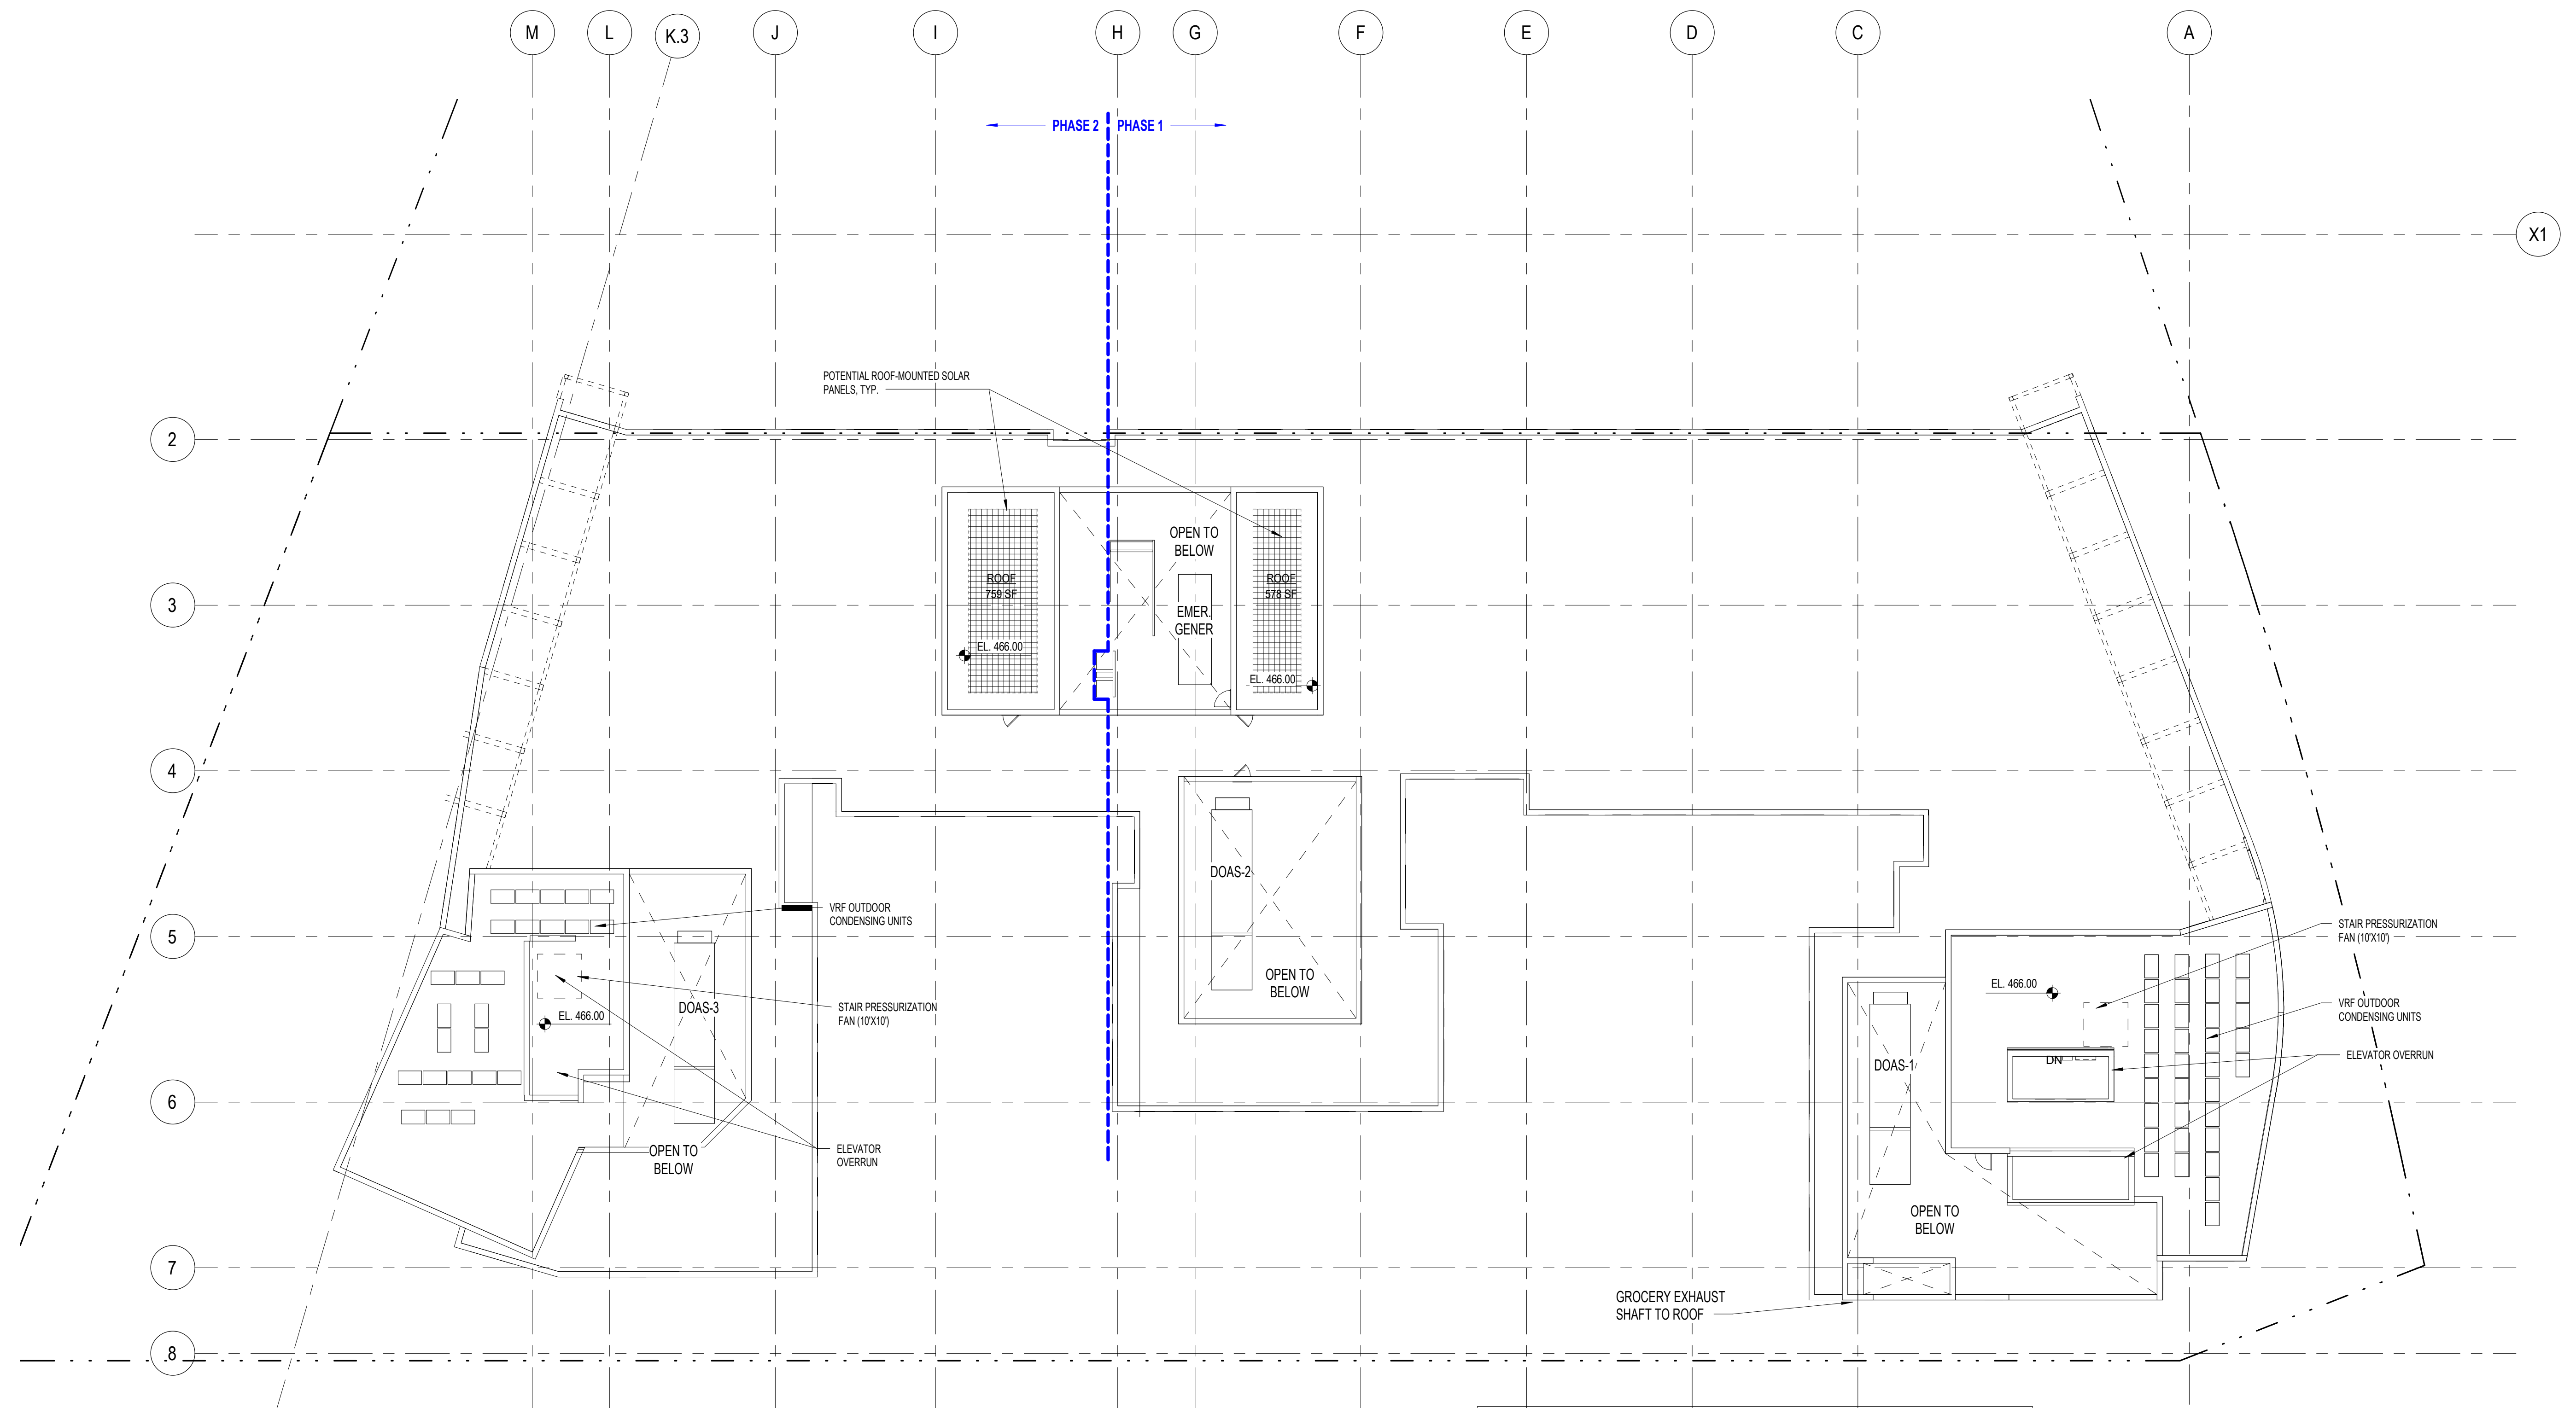 M
L
K.3
J
I
H
G
F
E
D
C
A
PHASE 2
PHASE 1
X1
POTENTIAL ROOF-MOUNTED SOLAR
PANELS, TYP.
2
OPEN TO
BELOW
ROOF
759 SF
ROOF
578 SF
3
EMER.
GENER
EL. 466.00
EL. 466.00
4
DOAS-2
VRF OUTDOOR
CONDENSING UNITS
5
STAIR PRESSURIZATION
FAN (10'X10')
OPEN TO
BELOW
EL. 466.00
DOAS-3
STAIR PRESSURIZATION
FAN (10'X10')
EL. 466.00
VRF OUTDOOR
CONDENSING UNITS
DOAS-1
DN
ELEVATOR OVERRUN
6
OPEN TO
BELOW
ELEVATOR
OVERRUN
OPEN TO
BELOW
7
GROCERY EXHAUST
SHAFT TO ROOF
8